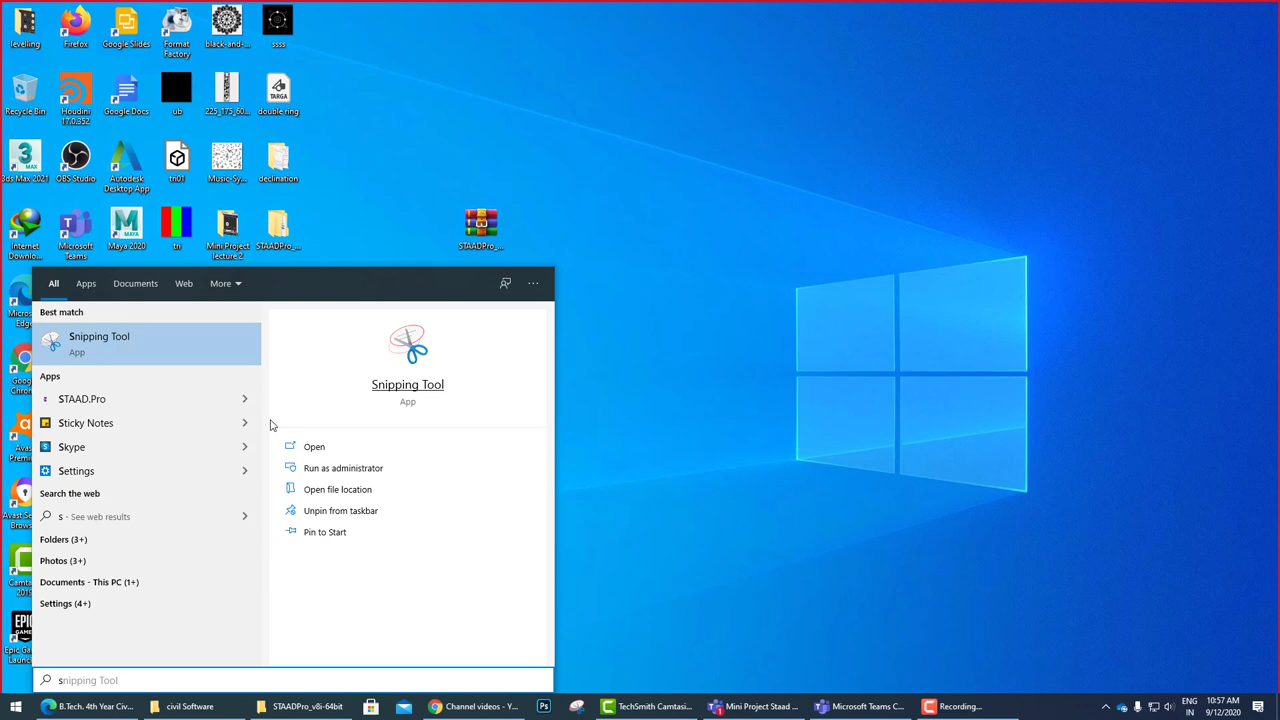 levelling
Firefox
Google Slides
Format
Factory
black-and-...
ssss
Recycle Bin
Houdini
17.0.352
Google Docs
ub
225_175_60...
TARGA
double ring
3ds Max 2021
OBS Studio
Autodesk
Desktop App
tri01
Music-Sy...
declination
Internet
Downlo...
Microsoft
Teams
Maya 2020
tri
Mini Project
lecture 2
STAADPro_...
STAADPro_...
All
Apps
Documents
Web
More
Best match
Snipping Tool
App
Apps
STAAD.Pro
Sticky Notes
Skype
Settings
Search the web
s - See web results
Folders (3+)
Photos (3+)
Documents - This PC (1+)
Settings (4+)
Snipping Tool
App
Open
Run as administrator
Open file location
Unpin from taskbar
Pin to Start
snipping Tool
B.Tech. 4th Year Civ...
civil Software
STAADPro_v8i-64bit
Channel videos - Y...
TechSmith Camtasi...
Mini Project Staad ...
Microsoft Teams C...
Recording...
ENG
IN
10:57 AM
9/12/2020